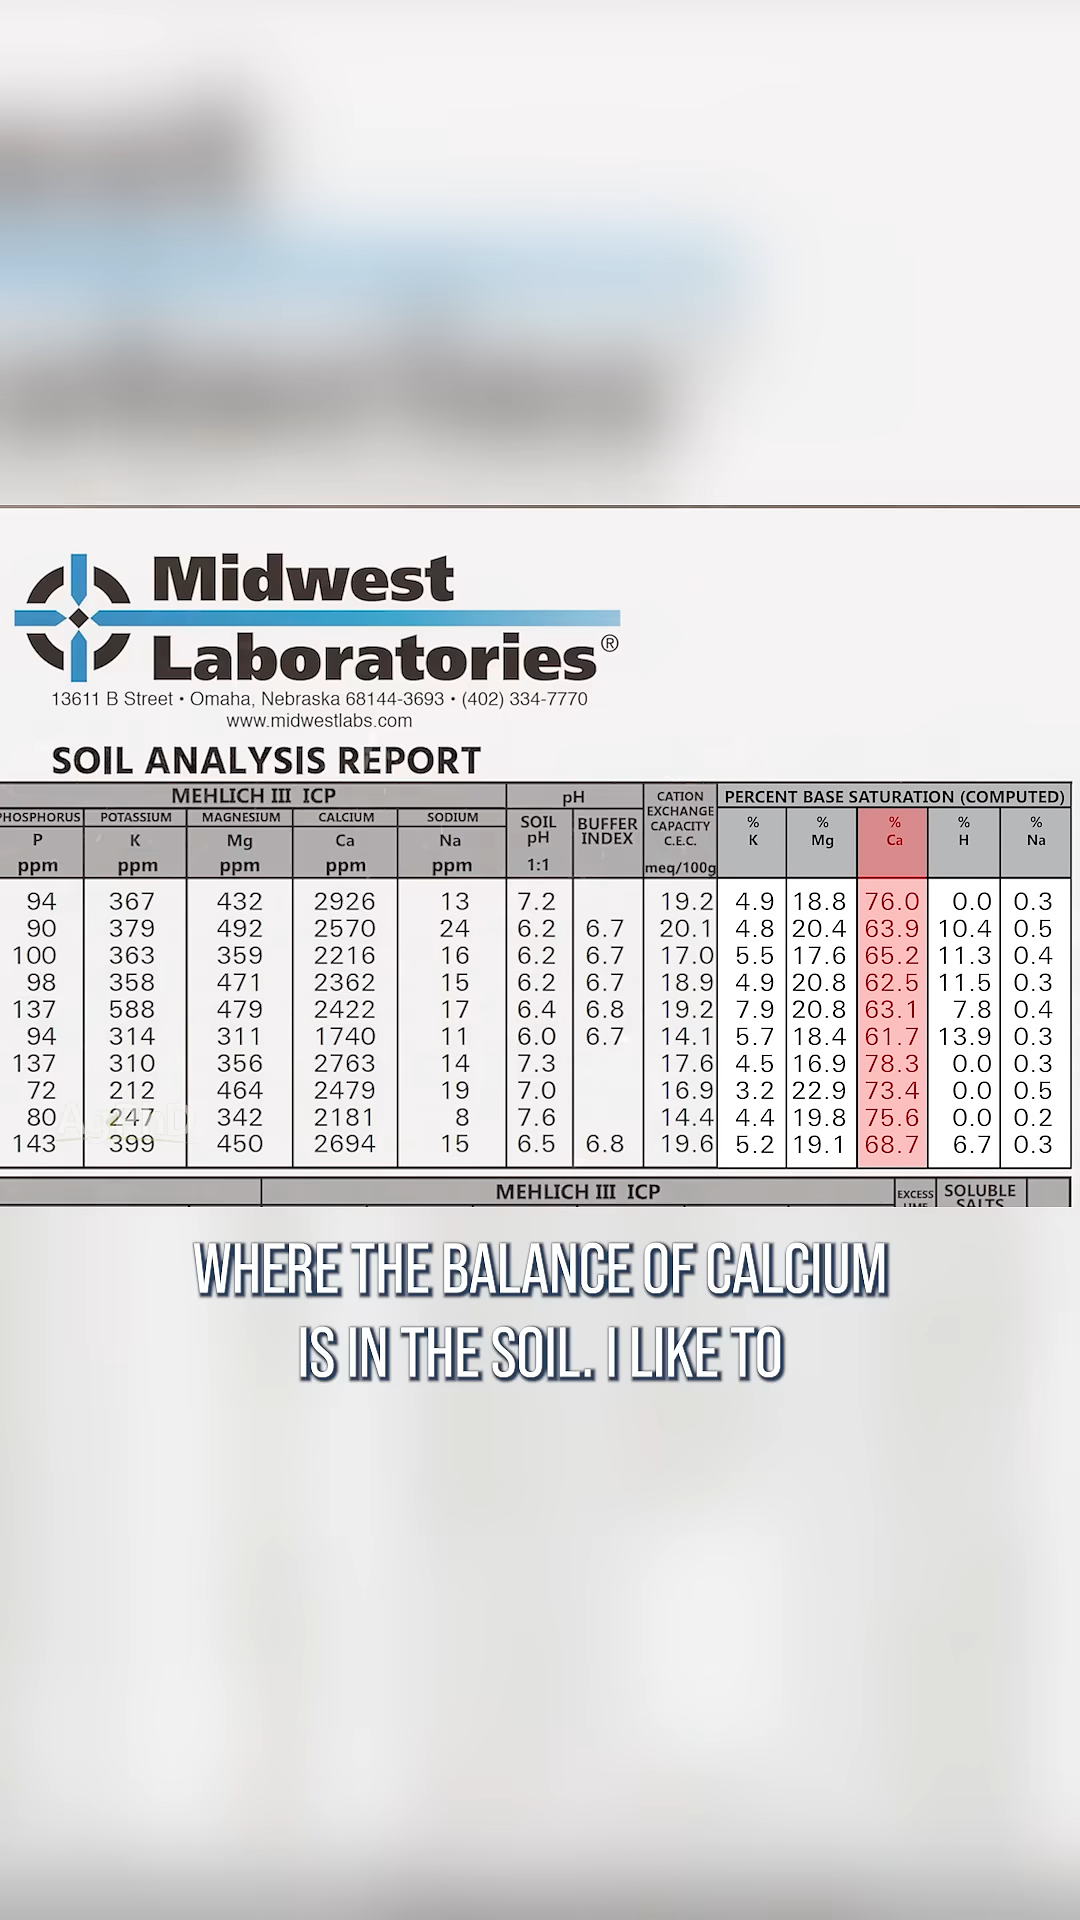 Midwest
Laboratories®
13611 B Street • Omaha, Nebraska 68144-3693 • (402) 334-7770
www.midwestlabs.com
SOIL ANALYSIS REPORT
MEHLICH III ICP pH CATION EXCHANGE CAPACITY C.E.C. PERCENT BASE SATURATION (COMPUTED)
PHOSPHORUS POTASSIUM MAGNESIUM CALCIUM SODIUM SOIL pH BUFFER INDEX % K % Mg % Ca % H % Na
P K Mg Ca Na
ppm ppm ppm ppm ppm 1:1 meq/100g
94 367 432 2926 13 7.2 19.2 4.9 18.8 76.0 0.0 0.3
90 379 492 2570 24 6.2 6.7 20.1 4.8 20.4 63.9 10.4 0.5
100 363 359 2216 16 6.2 6.7 17.0 5.5 17.6 65.2 11.3 0.4
98 358 471 2362 15 6.2 6.7 18.9 4.9 20.8 62.5 11.5 0.3
137 588 479 2422 17 6.4 6.8 19.2 7.9 20.8 63.1 7.8 0.4
94 314 311 1740 11 6.0 6.7 14.1 5.7 18.4 61.7 13.9 0.3
137 310 356 2763 14 7.3 17.6 4.5 16.9 78.3 0.0 0.3
72 212 464 2479 19 7.0 16.9 3.2 22.9 73.4 0.0 0.5
80 247 342 2181 8 7.6 14.4 4.4 19.8 75.6 0.0 0.2
143 399 450 2694 15 6.5 6.8 19.6 5.2 19.1 68.7 6.7 0.3
MEHLICH III ICP EXCESS SOLUBLE
SALTS
WHERE THE BALANCE OF CALCIUM
IS IN THE SOIL. I LIKE TO